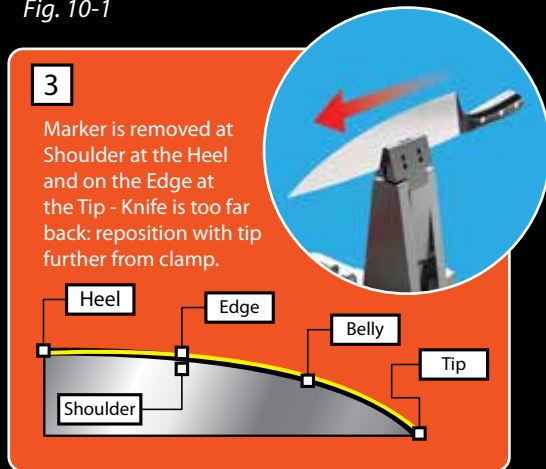 Fig. 10-1
3
Marker is removed at
Shoulder at the Heel
and on the Edge at
the Tip - Knife is too far
back: reposition with tip
further from clamp.
Heel
Edge
Belly
Tip
Shoulder